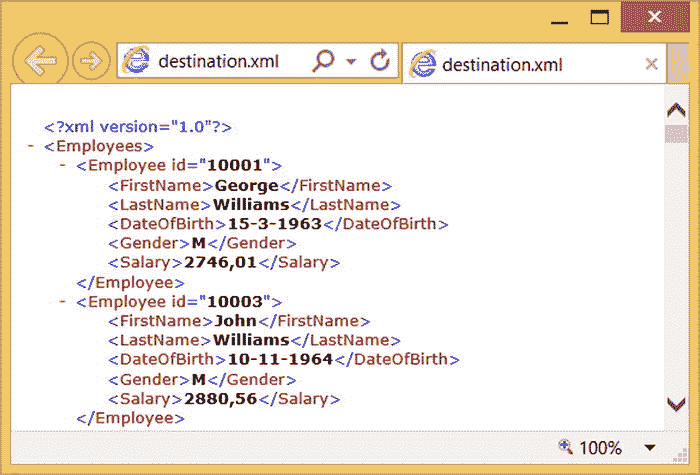 destination.xml
destination.xml
<?xml version="1.0"?>
- <Employees>
- <Employee id="10001">
<FirstName>George</FirstName>
<LastName>Williams</LastName>
<DateOfBirth>15-3-1963</DateOfBirth>
<Gender>M</Gender>
<Salary>2746,01</Salary>
</Employee>
- <Employee id="10003">
<FirstName>John</FirstName>
<LastName>Williams</LastName>
<DateOfBirth>10-11-1964</DateOfBirth>
<Gender>M</Gender>
<Salary>2880,56</Salary>
</Employee>
100%